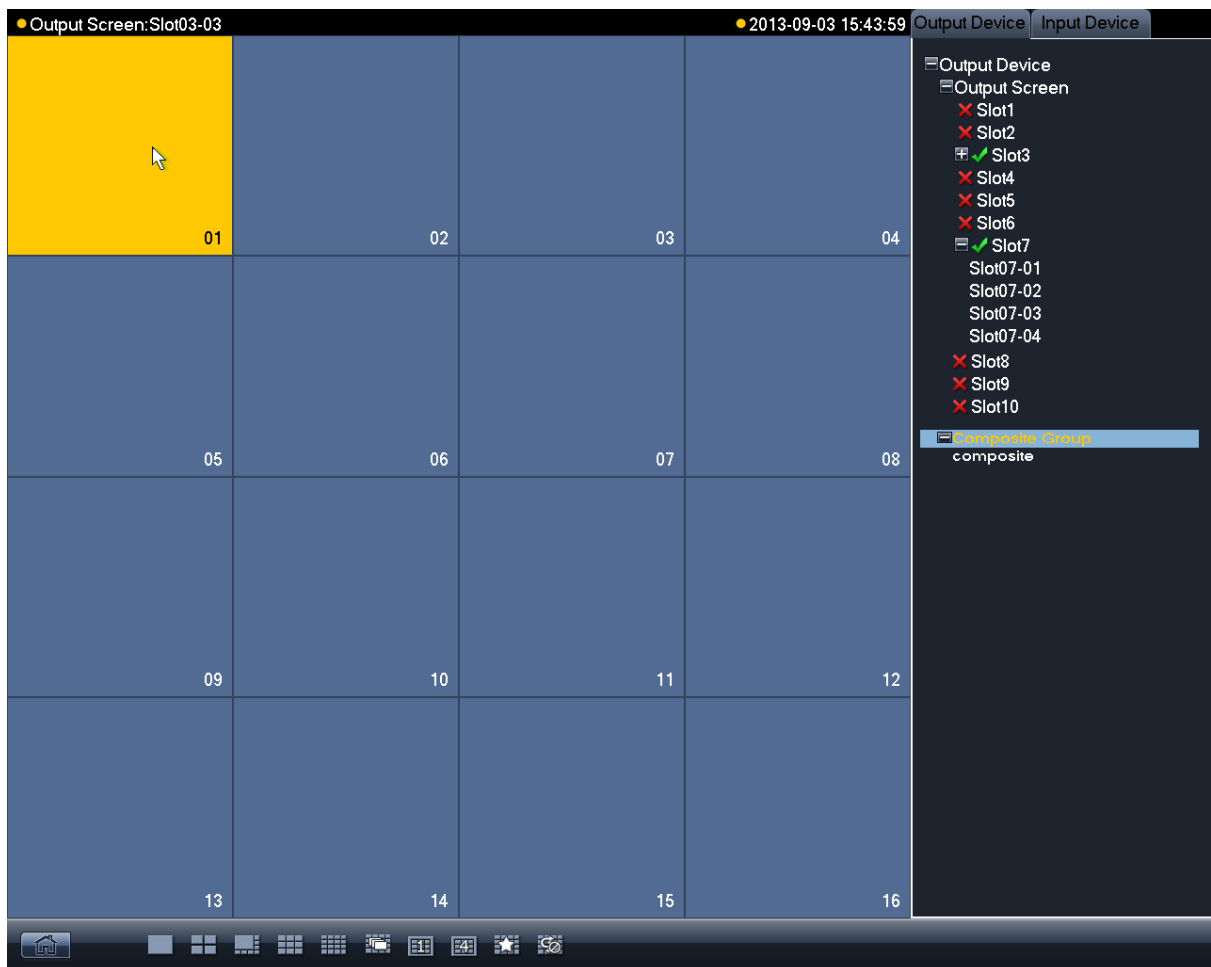 Output Screen:Slot03-03
2013-09-03 15:43:59
Output Device
Input Device
01
02
03
04
05
06
07
08
09
10
11
12
13
14
15
16
Output Device
Output Screen
Slot1
Slot2
Slot3
Slot4
Slot5
Slot6
Slot7
Slot07-01
Slot07-02
Slot07-03
Slot07-04
Slot8
Slot9
Slot10
Composite Group
composite
1
4